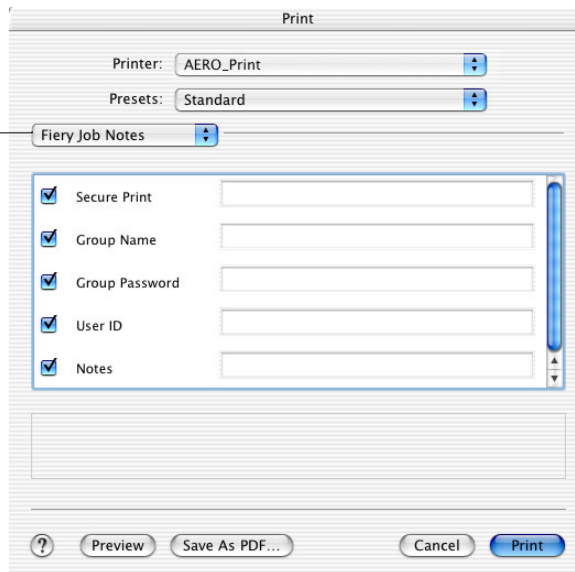 Print
Printer: AERO_Print
Presets: Standard
Fiery Job Notes
Secure Print
Group Name
Group Password
User ID
Notes
? Preview Save As PDF... Cancel Print